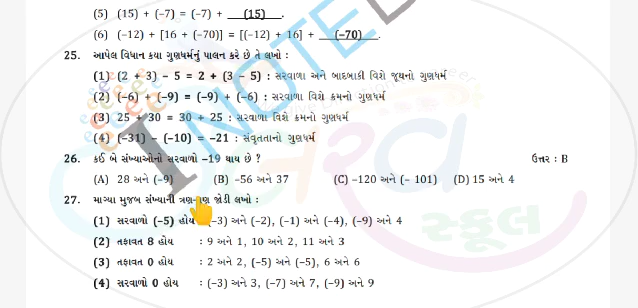 (5) (15) + (−7) = (−7) + (15).
(6) (−12) + [16 + (−70)] = [(−12) + 16] + (−70).
25. આપેલ વિધાન કયા ગુણધર્મનું પાલન કરે છે તે લખો :
(1) (2 + 3) − 5 = 2 + (3 − 5) : સરવાળા અને બાદબાકી વિશે જૂથનો ગુણધર્મ
(2) (−6) + (−9) = (−9) + (−6) : સરવાળા વિશે ક્રમનો ગુણધર્મ
(3) 25 + 30 = 30 + 25 : સરવાળા વિશે ક્રમનો ગુણધર્મ
(4) (−31) − (−10) = −21 : સંવૃતતાનો ગુણધર્મ
26. કઈ બે સંખ્યાઓનો સરવાળો −19 થાય છે ? ઉત્તર : B
(A) 28 અને (−9) (B) −56 અને 37 (C) −120 અને (− 101) (D) 15 અને 4
27. માગ્યા મુજબ સંખ્યાની ત્રણ-ત્રણ જોડી લખો :
(1) સરવાળો (−5) હોય (−3) અને (−2), (−1) અને (−4), (−9) અને 4
(2) તફાવત 8 હોય : 9 અને 1, 10 અને 2, 11 અને 3
(3) તફાવત 0 હોય : 2 અને 2, (−5) અને (−5), 6 અને 6
(4) સરવાળો 0 હોય : (−3) અને 3, (−7) અને 7, (−9) અને 9
સ્કૂલ